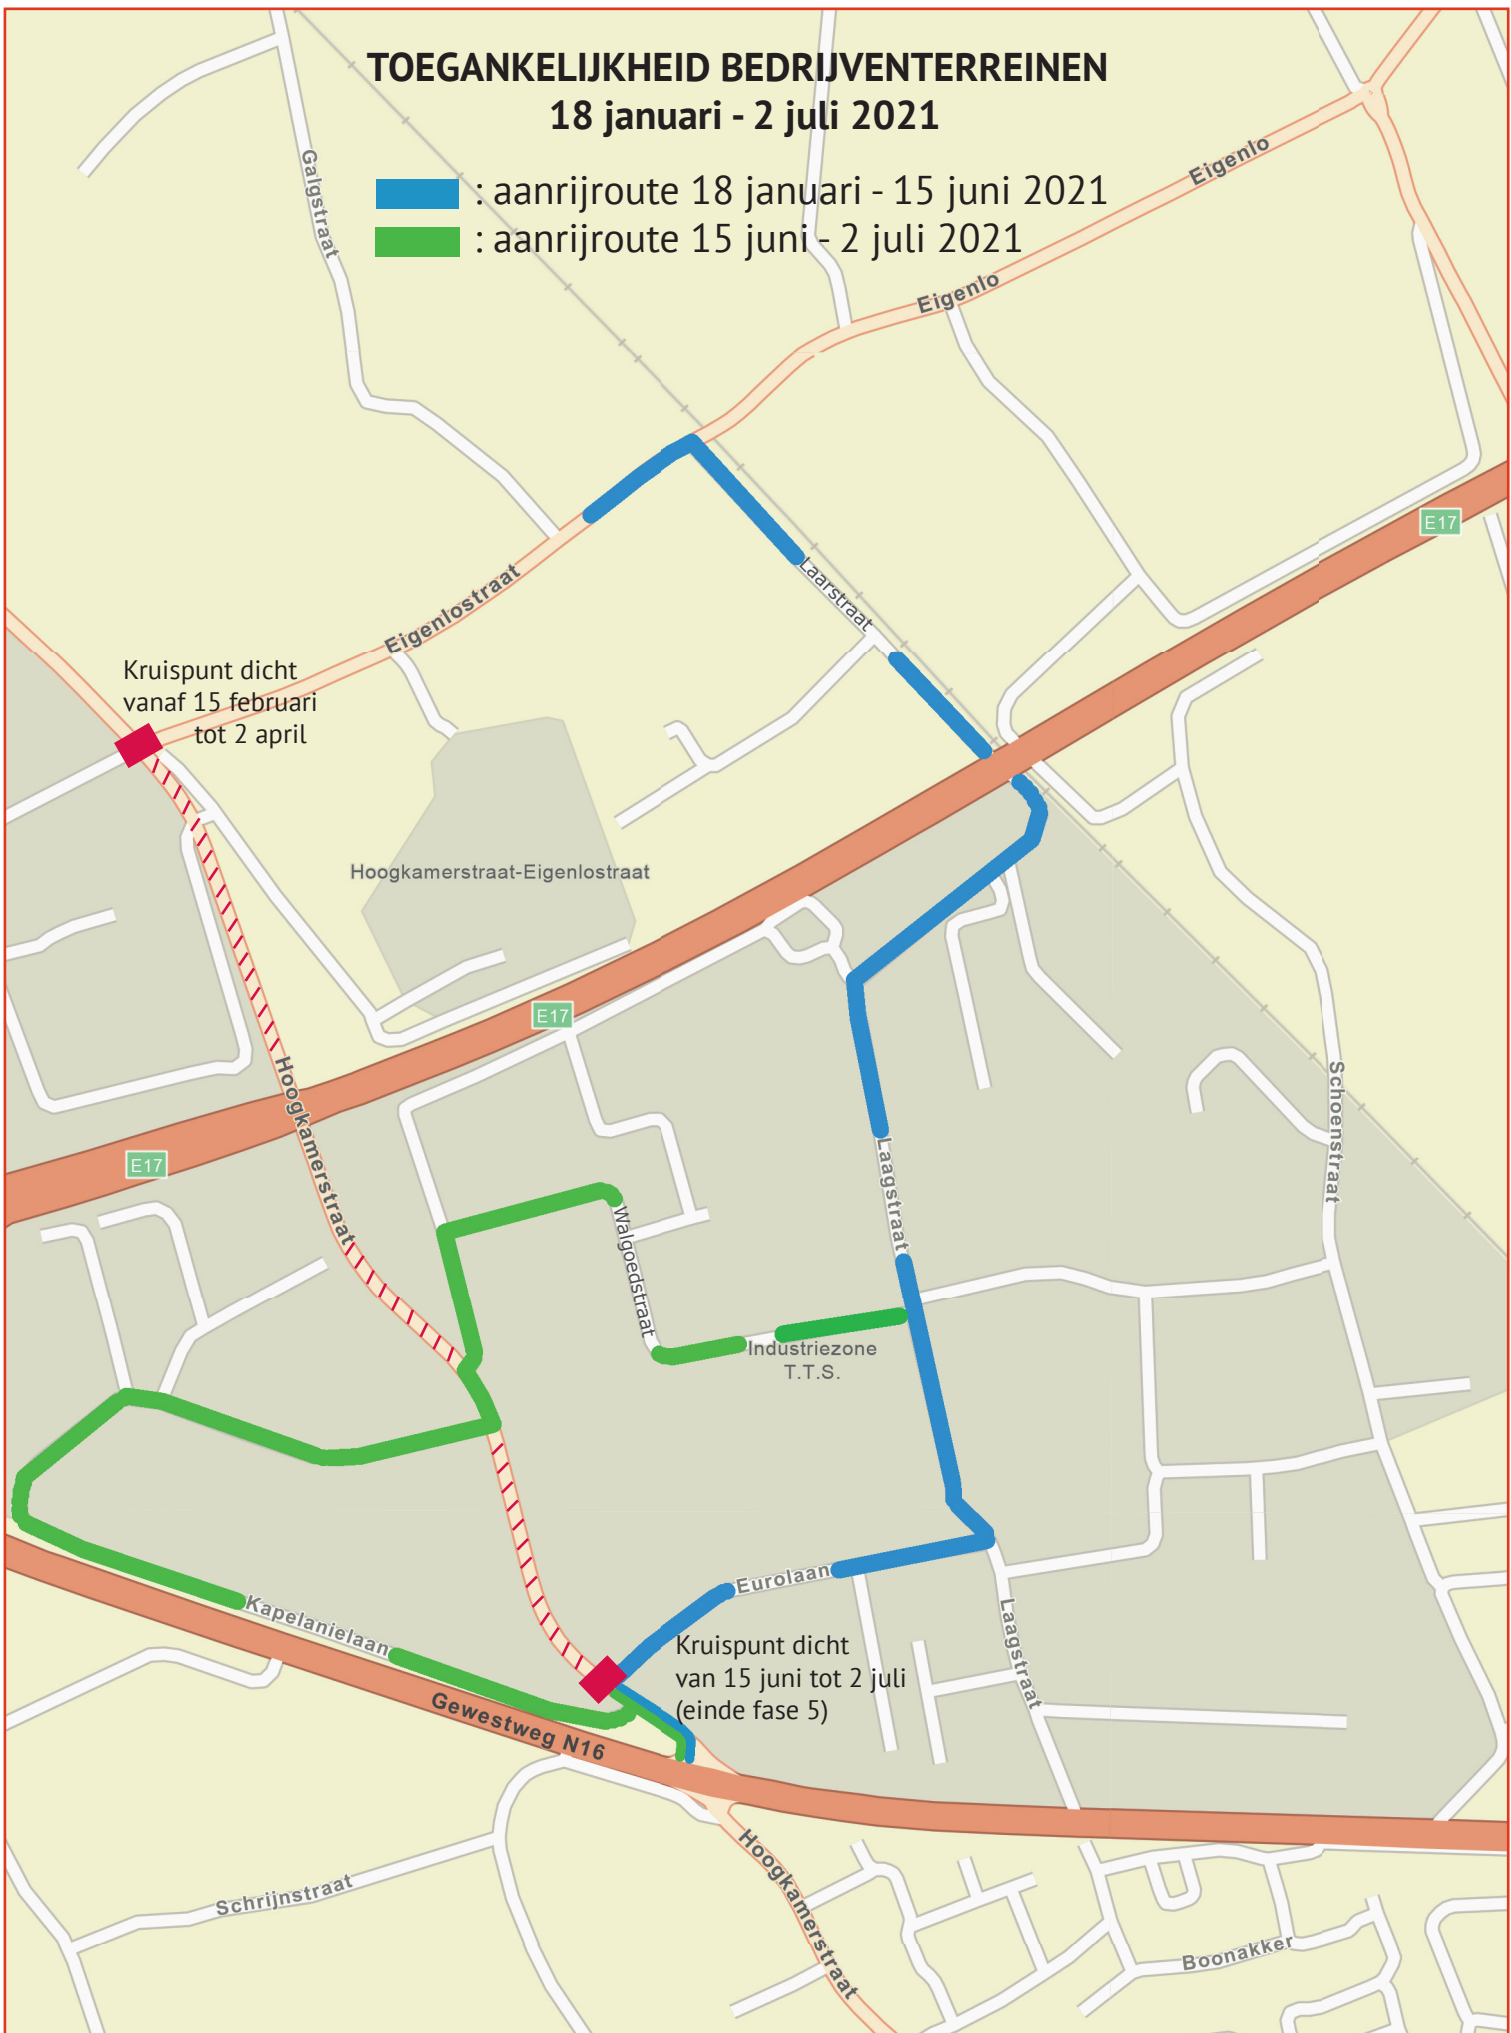 TOEGANKELIJKHEID BEDRIJVENTERREINEN
18 januari - 2 juli 2021
: aanrijroute 18 januari - 15 juni 2021
: aanrijroute 15 juni - 2 juli 2021
Galgstraat
Eigenlo
Eigenlo
E17
Laarstraat
Eigenlostraat
Kruispunt dicht
vanaf 15 februari
tot 2 april
Hoogkamerstraat-Eigenlostraat
E17
Hoogkamerstraat
E17
Schoenstraat
Laagstraat
Walgoedstraat
Industriezone
T.T.S.
Eurolaan
Kapelanielaan
Laagstraat
Kruispunt dicht
van 15 juni tot 2 juli
(einde fase 5)
Gewestweg N16
Hoogkamerstraat
Schrijnstraat
Boonakker